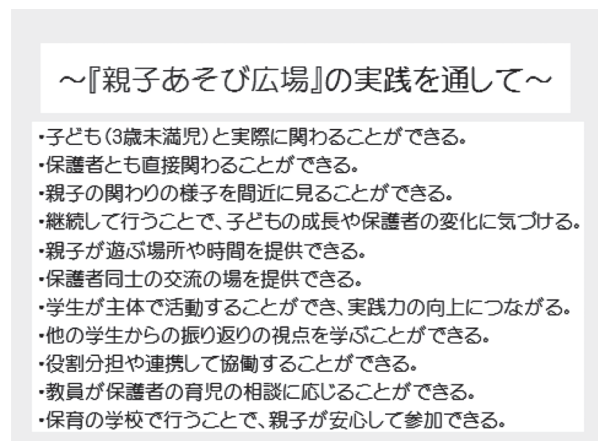 ～『親子あそび広場』の実践を通して～
・子ども(3歳未満児)と実際に関わることができる。
・保護者とも直接関わることができる。
・親子の関わりの様子を間近に見ることができる。
・継続して行うことで、子どもの成長や保護者の変化に気づける。
・親子が遊ぶ場所や時間を提供できる。
・保護者同士の交流の場を提供できる。
・学生が主体で活動することができ、実践力の向上につながる。
・他の学生からの振り返りの視点を学ぶことができる。
・役割分担や連携して協働することができる。
・教員が保護者の育児の相談に応じることができる。
・保育の学校で行うことで、親子が安心して参加できる。